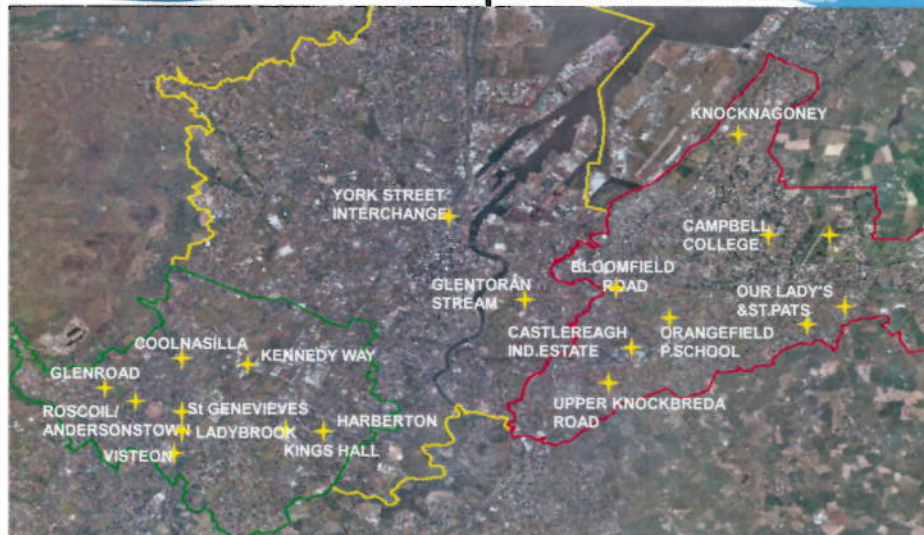 KNOCKNAGONEY
YORK STREET
INTERCHANGE
CAMPBELL
COLLEGE
BLOOMFIELD
ROAD
GLENTORAN
STREAM
OUR LADY'S
&ST.PATS
CASTLEREAGH
IND.ESTATE
ORANGEFIELD
P.SCHOOL
COOLNASILLA
KENNEDY WAY
GLENROAD
UPPER KNOCKBREDA
ROAD
ROSCOIL/
ANDERSONSTOWN
St GENEVIEVES
LADYBROOK
HARBERTON
KINGS HALL
VISTEON